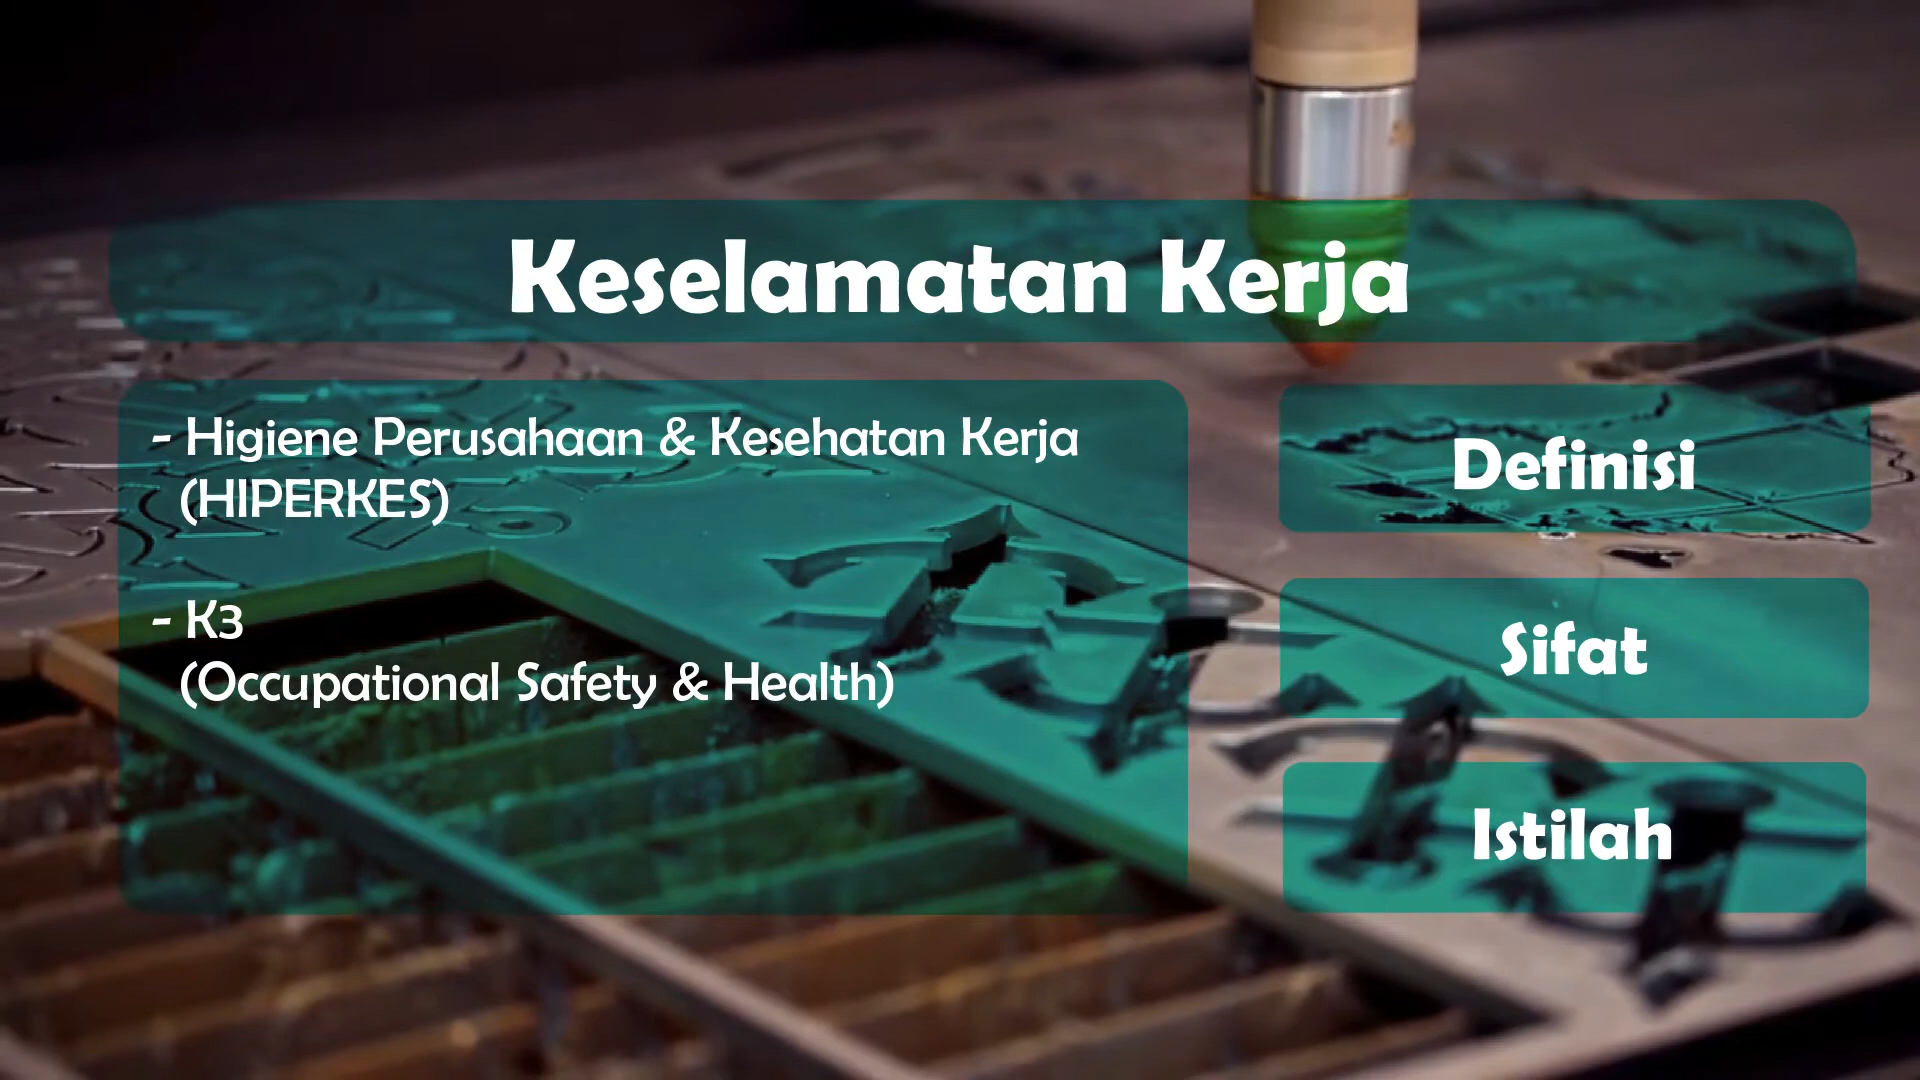 Keselamatan Kerja
- Higiene Perusahaan & Kesehatan Kerja
(HIPERKES)
- K3
(Occupational Safety & Health)
Definisi
Sifat
Istilah